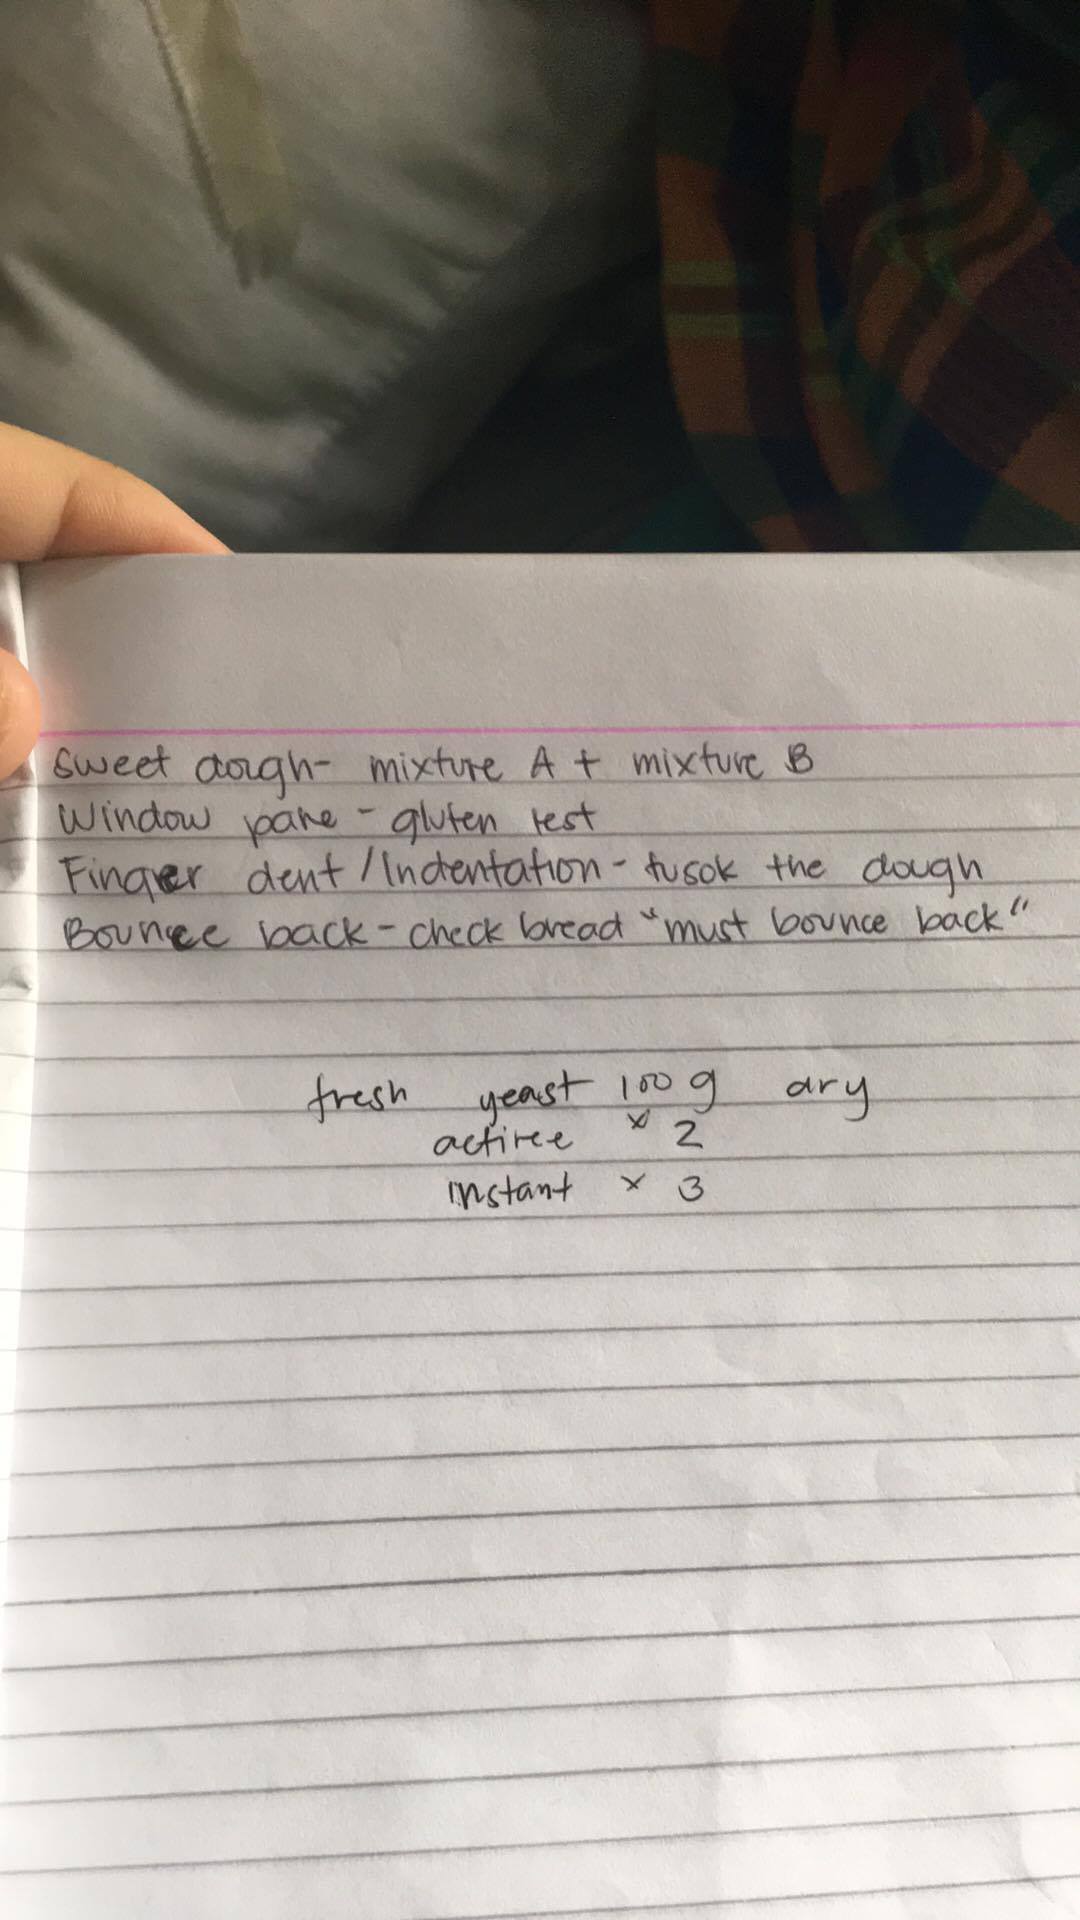 Sweet dough- mixture A + mixture B
Window pane - gluten test
Finger dent / Indentation - tusok the dough
Bounce back - check bread "must bounce back"
fresh yeast 100 g dry
active x 2
instant x 3